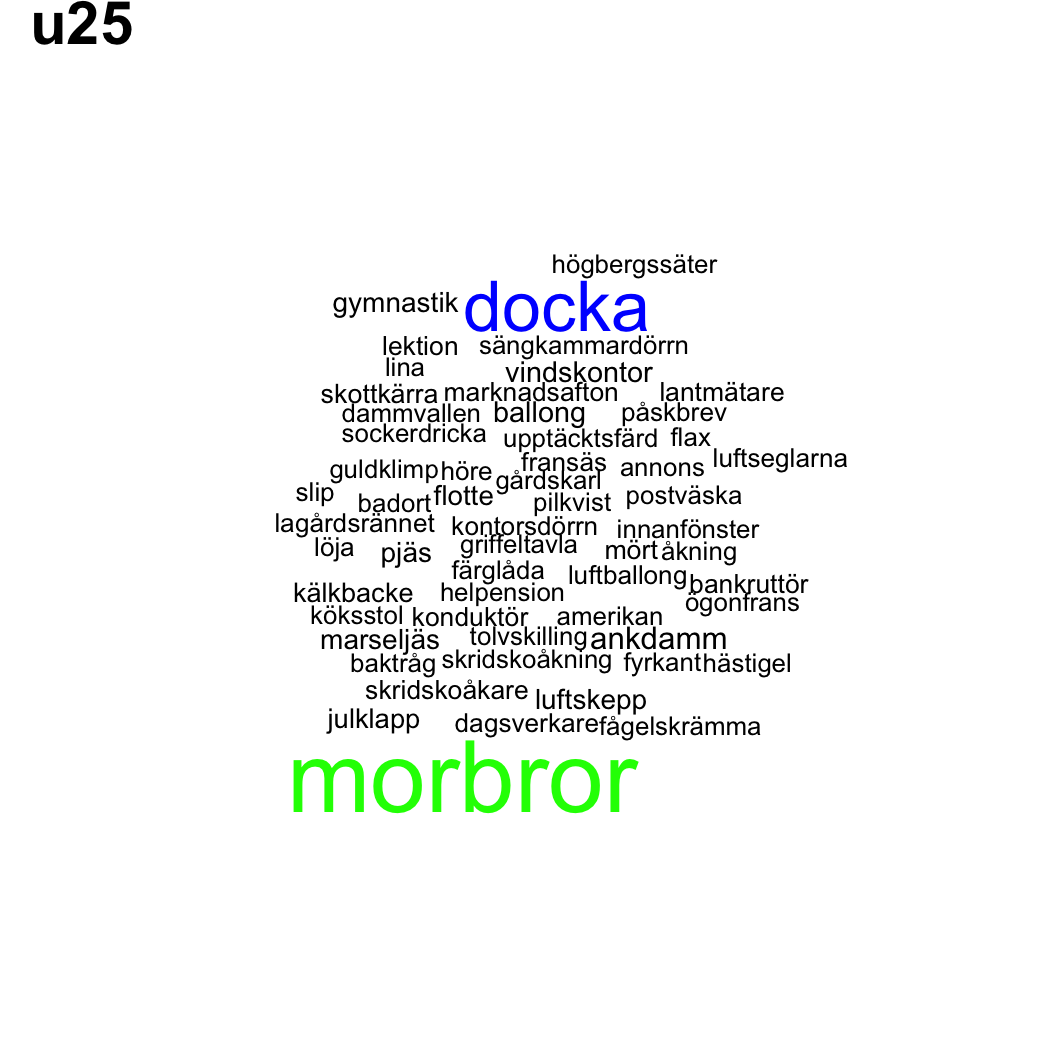 u25
högbergssäter
gymnastik docka
lektion sängkammardörrn
lina vindskontor
skottkärra marknadsafton lantmätare
dammvallen ballong påskbrev
sockerdricka upptäcktsfärd flax
fransäs annons luftseglarna
guldklimp höre gårdskarl
slip badort flotte pilkvist postväska
lagårdsrännet kontorsdörrn innanfönster
löja pjäs griffeltavla mört åkning
färglåda luftballong bankruttör
kälkbacke helpension ögonfrans
köksstol konduktör amerikan
marseljäs tolvskilling ankdamm
baktråg skridskoåkning fyrkant hästigel
skridskoåkare luftskepp
julklapp dagsverkare fågelskrämma
morbror